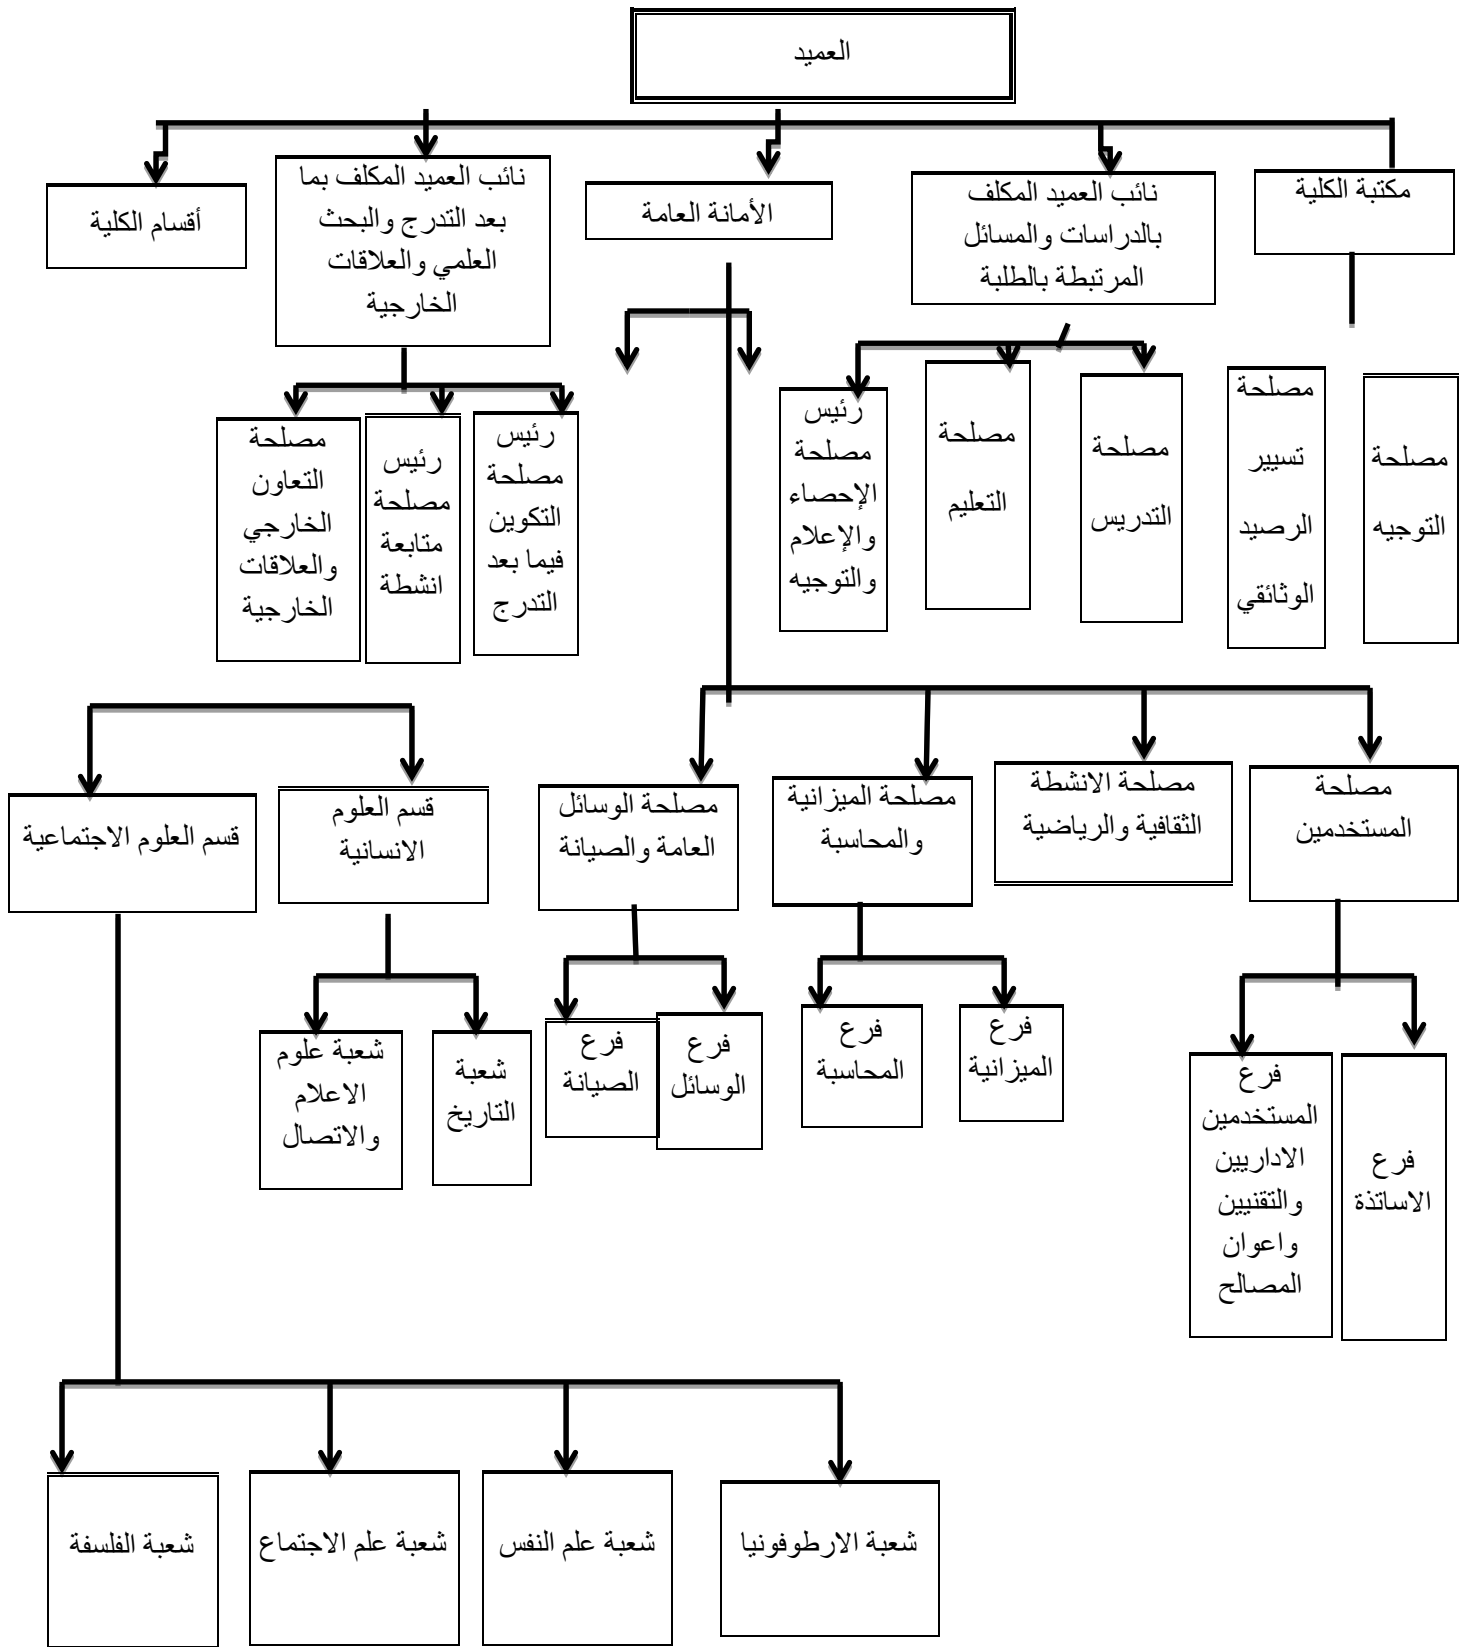 العميد
مكتبة الكلية
نائب العميد المكلف
بالدراسات والمسائل
المرتبطة بالطلبة
الأمانة العامة
نائب العميد المكلف بما
بعد التدرج والبحث
العلمي والعلاقات
الخارجية
أقسام الكلية
مصلحة
التوجيه
مصلحة
تسيير
الرصيد
الوثائقي
مصلحة
التدريس
مصلحة
التعليم
رئيس
مصلحة
الإحصاء
والإعلام
والتوجيه
رئيس
مصلحة
التكوين
فيما بعد
التدرج
رئيس
مصلحة
متابعة
انشطة
مصلحة
التعاون
الخارجي
والعلاقات
الخارجية
مصلحة
المستخدمين
مصلحة الانشطة
الثقافية والرياضية
مصلحة الميزانية
والمحاسبة
مصلحة الوسائل
العامة والصيانة
قسم العلوم
الانسانية
قسم العلوم الاجتماعية
فرع
الاساتذة
فرع
المستخدمين
الاداريين
والتقنيين
واعوان
المصالح
فرع
الميزانية
فرع
المحاسبة
فرع
الوسائل
فرع
الصيانة
شعبة
التاريخ
شعبة علوم
الاعلام
والاتصال
شعبة الارطوفونيا
شعبة علم النفس
شعبة علم الاجتماع
شعبة الفلسفة